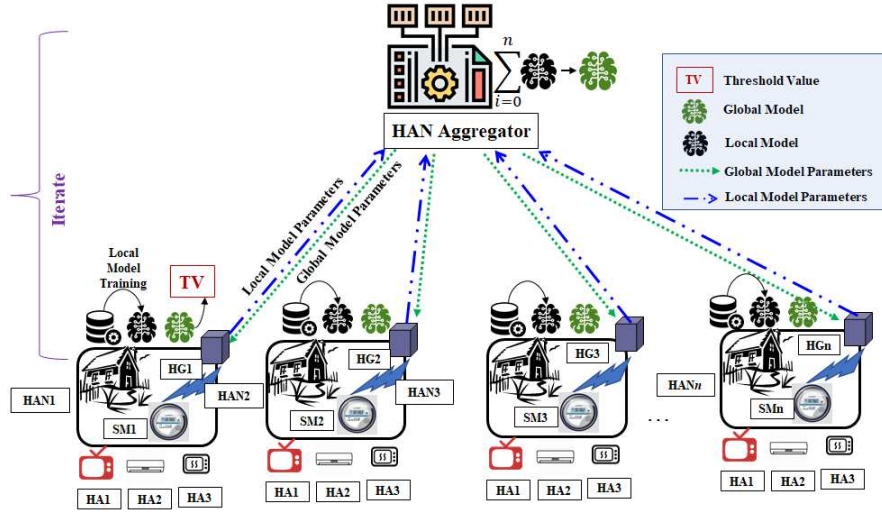 n
∑
i=0
HAN Aggregator
TV
Threshold Value
Global Model
Local Model
Global Model Parameters
Local Model Parameters
Iterate
Local
Model
Training
TV
Local Model Parameters
Global Model Parameters
HAN1
HG1
SM1
HAN2
HG2
SM2
HAN3
HG3
SM3
HANn
...
HGn
SMn
HA1 HA2 HA3
HA1 HA2 HA3
HA1 HA2 HA3
HA1 HA2 HA3